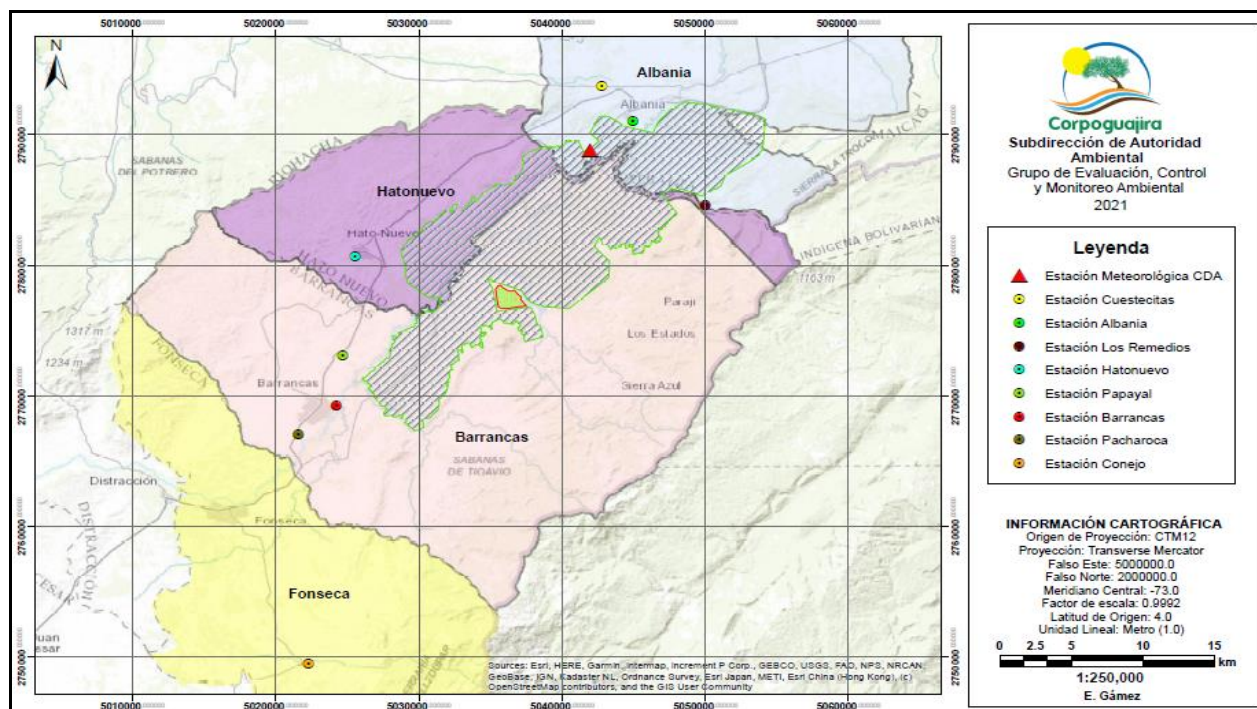 5010000 5020000 5030000 5040000 5050000 5060000
N
Albania
Albania
2790000 2790000
SABANAS
DEL POTRERO
RIOHACHA
MAICAO
Hatonuevo
Hato-Nuevo
INDÍGENA BOLIVARIAN
2780000 2780000
HATO NUEVO
BARRANCAS
1163 m
Paraji
Los Estados
1317 m
1234 m
FONSECA
Barrancas
Sierra Azul
2770000 2770000
Barrancas
SABANAS
DE TIOAVIO
Distracción
Fonseca
2760000 2760000
DISTRACCIÓN
CESAR
Fonseca
Juan
esar
2750000 2750000
Sources: Esri, HERE, Garmin, Intermap, increment P Corp., GEBCO, USGS, FAO, NPS, NRCAN,
GeoBase, IGN, Kadaster NL, Ordnance Survey, Esri Japan, METI, Esri China (Hong Kong), (c)
OpenStreetMap contributors, and the GIS User Community
5010000 5020000 5030000 5040000 5050000 5060000
Corpoguajira
Subdirección de Autoridad
Ambiental
Grupo de Evaluación, Control
y Monitoreo Ambiental
2021
Leyenda
Estación Meteorológica CDA
Estación Cuestecitas
Estación Albania
Estación Los Remedios
Estación Hatonuevo
Estación Papayal
Estación Barrancas
Estación Pacharoca
Estación Conejo
INFORMACIÓN CARTOGRÁFICA
Origen de Proyección: CTM12
Proyección: Transverse Mercator
Falso Este: 5000000.0
Falso Norte: 2000000.0
Meridiano Central: -73.0
Factor de escala: 0.9992
Latitud de Origen: 4.0
Unidad Lineal: Metro (1.0)
0 2.5 5 10 15
km
1:250,000
E. Gámez